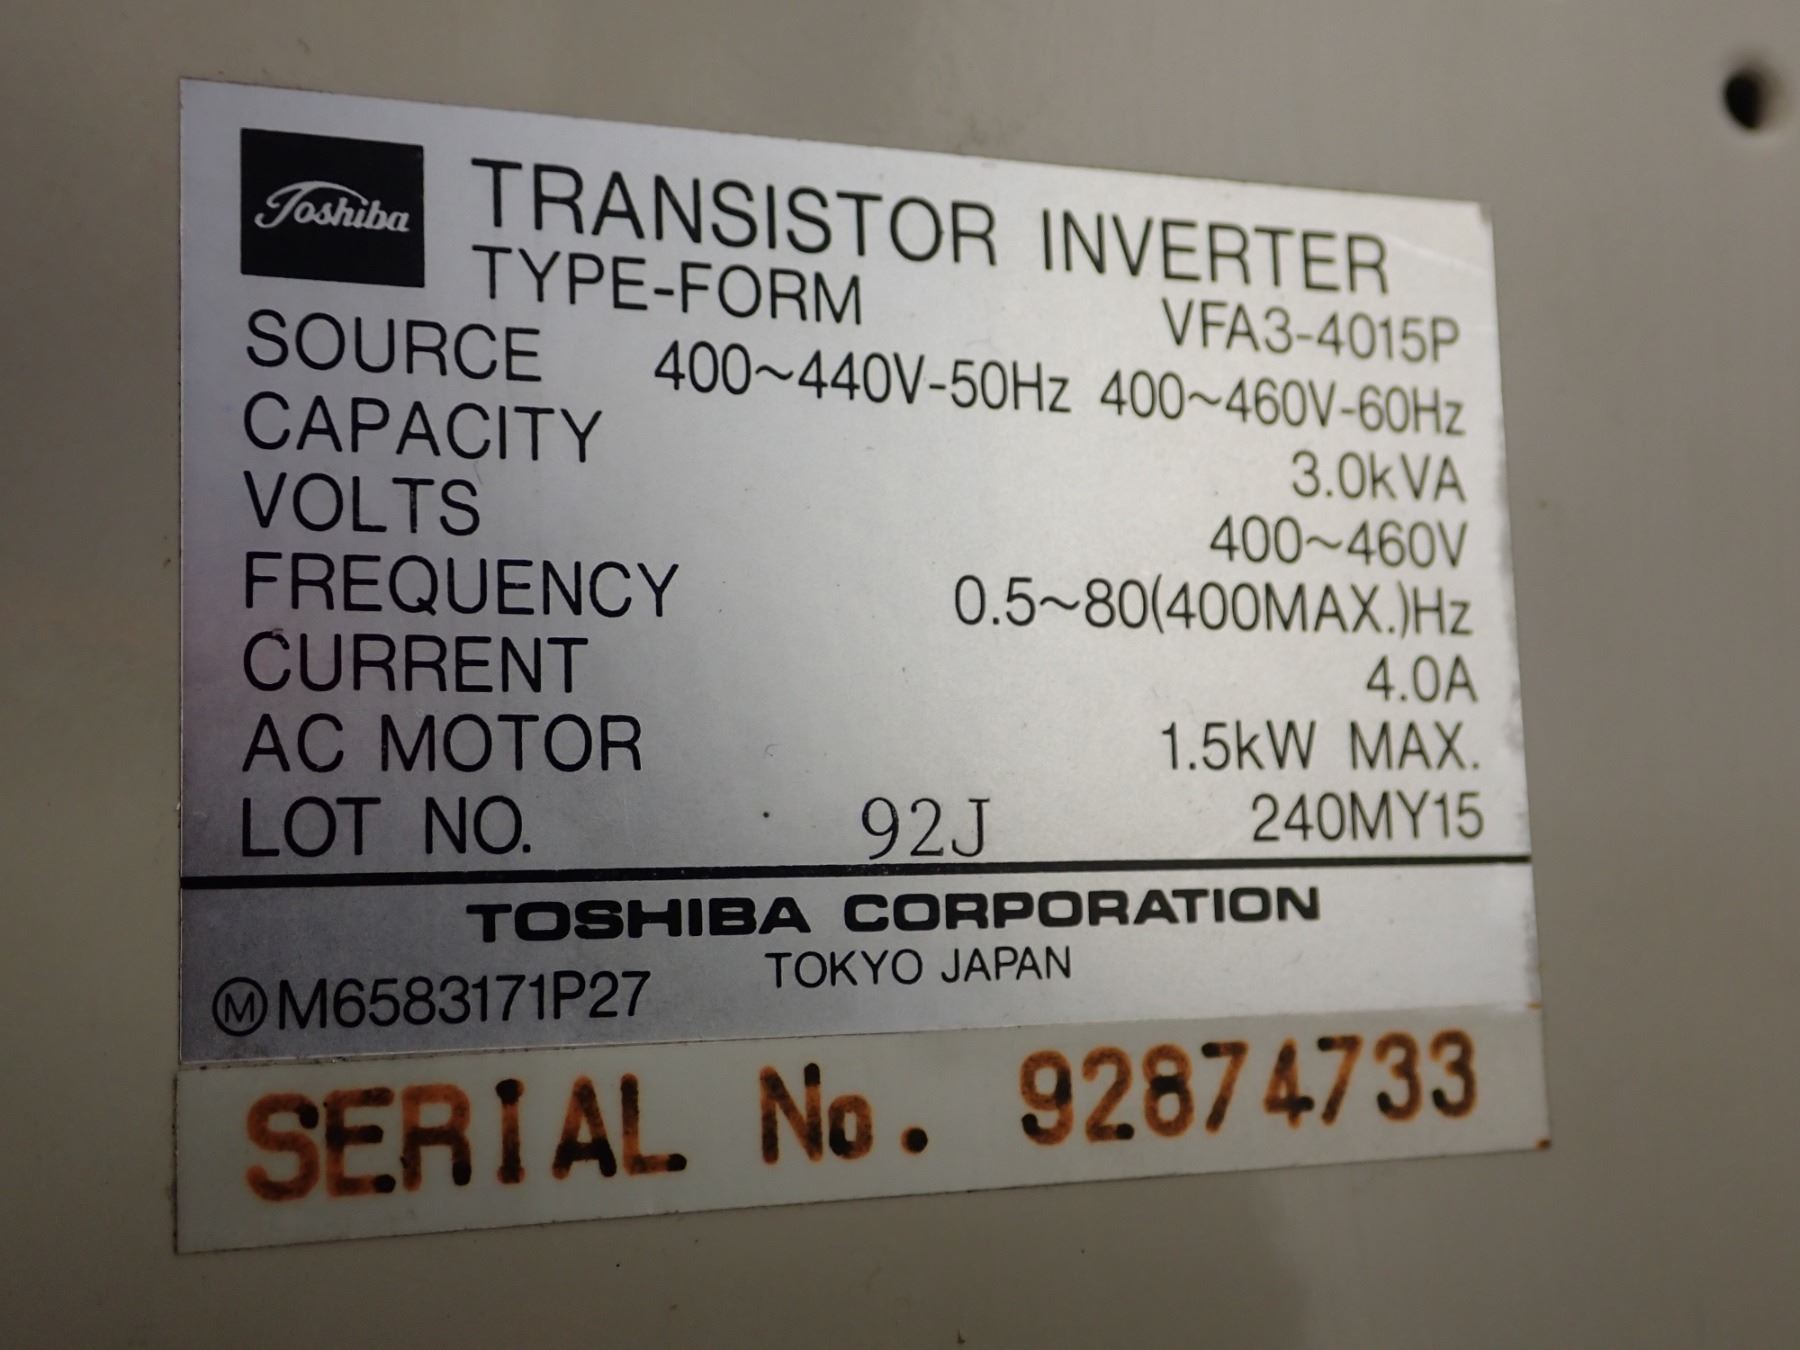 Toshiba
TRANSISTOR INVERTER
TYPE-FORM VFA3-4015P
SOURCE 400~440V-50Hz 400~460V-60Hz
CAPACITY 3.0kVA
VOLTS 400~460V
FREQUENCY 0.5~80(400MAX.)Hz
CURRENT 4.0A
AC MOTOR 1.5kW MAX.
LOT NO. 92J 240MY15
TOSHIBA CORPORATION
TOKYO JAPAN
ⓂM6583171P27
SERIAL No. 92874733